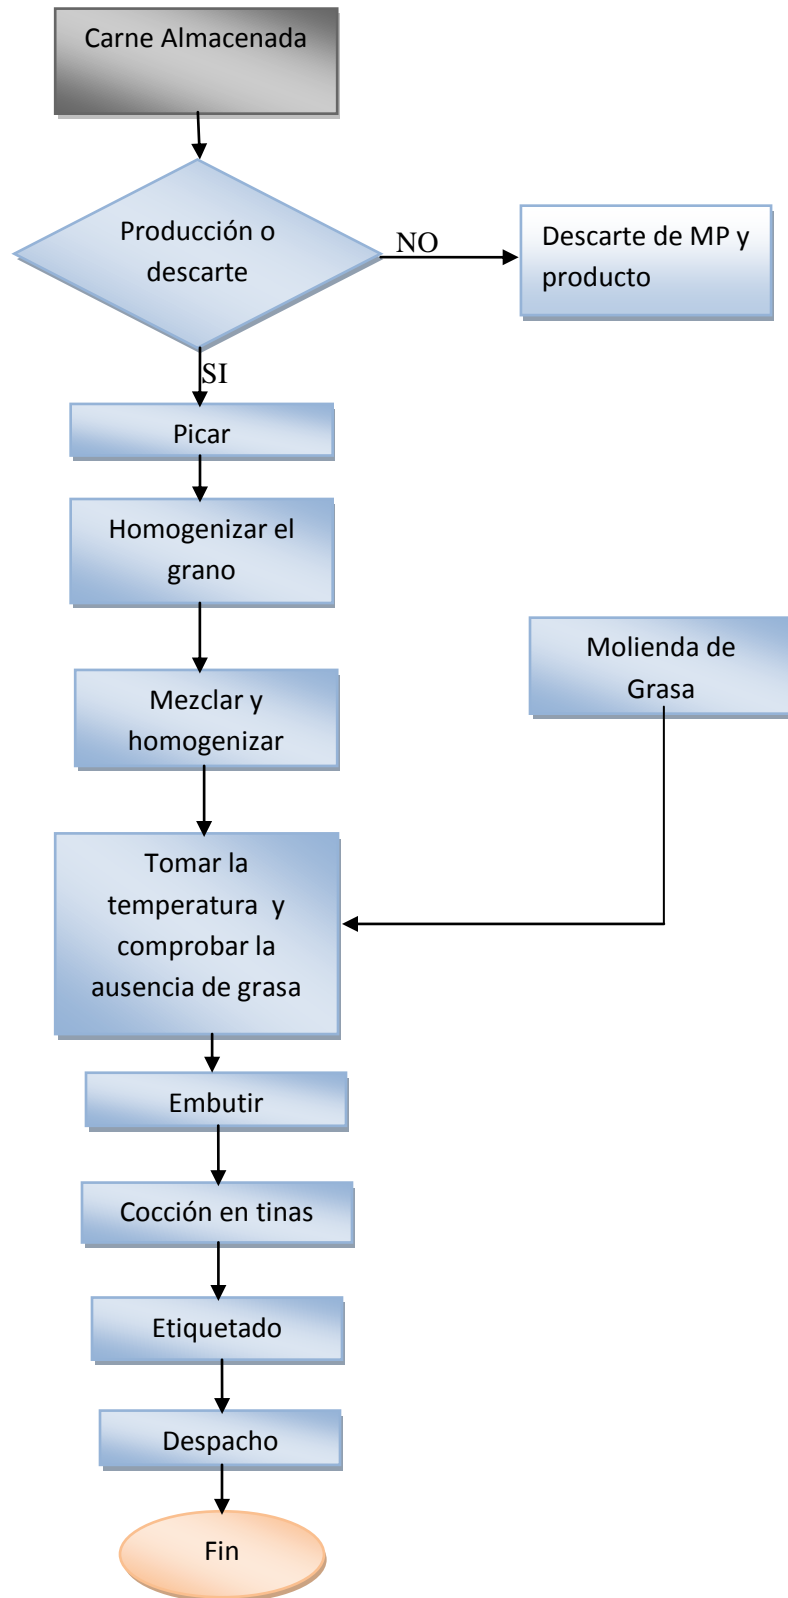 Carne Almacenada
Producción o
descarte
NO
Descarte de MP y
producto
SI
Picar
Homogenizar el
grano
Mezclar y
homogenizar
Molienda de
Grasa
Tomar la
temperatura y
comprobar la
ausencia de grasa
Embutir
Cocción en tinas
Etiquetado
Despacho
Fin